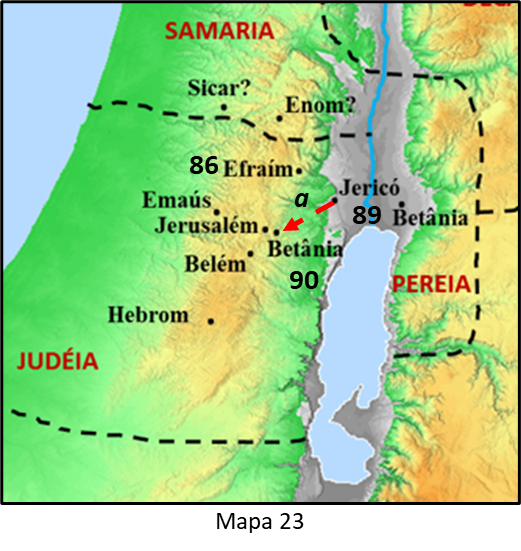 SAMARIA
Sicar?
Enom?
86
Efraím
a
Jericó
Emaús
89
Betânia
Jerusalém
Betânia
Belém
90
PEREIA
Hebrom
JUDÉIA
Mapa 23